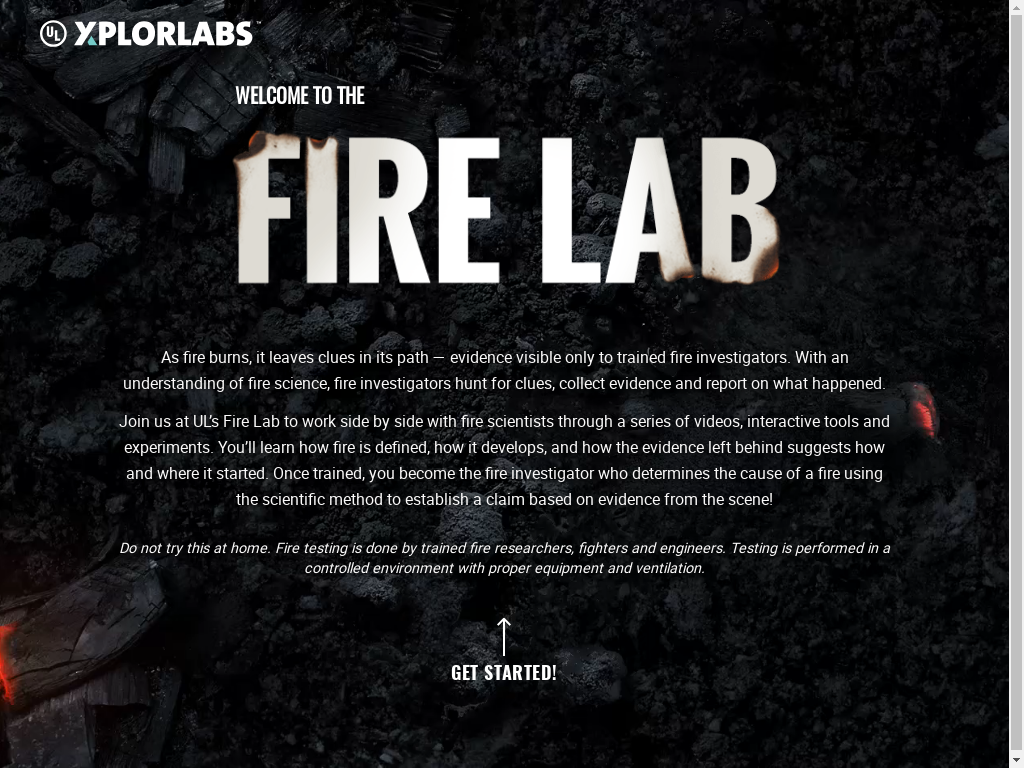 UL XPLORLABS™
WELCOME TO THE
FIRE LAB
As fire burns, it leaves clues in its path — evidence visible only to trained fire investigators. With an
understanding of fire science, fire investigators hunt for clues, collect evidence and report on what happened.
Join us at UL’s Fire Lab to work side by side with fire scientists through a series of videos, interactive tools and
experiments. You’ll learn how fire is defined, how it develops, and how the evidence left behind suggests how
and where it started. Once trained, you become the fire investigator who determines the cause of a fire using
the scientific method to establish a claim based on evidence from the scene!
Do not try this at home. Fire testing is done by trained fire researchers, fighters and engineers. Testing is performed in a
controlled environment with proper equipment and ventilation.
GET STARTED!